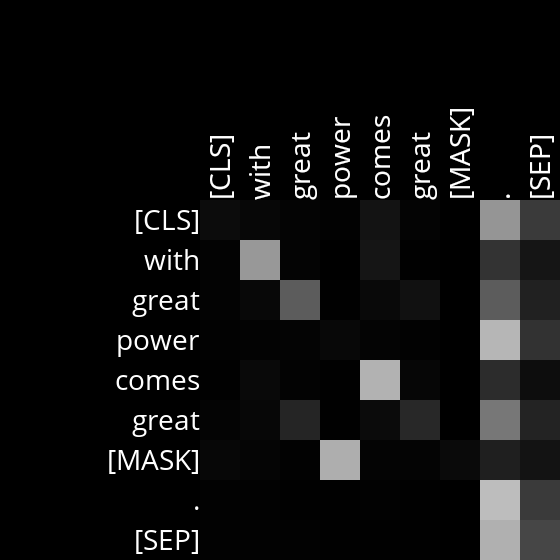 [CLS] with great power comes great [MASK] . [SEP]
[CLS]
with
great
power
comes
great
[MASK]
.
[SEP]